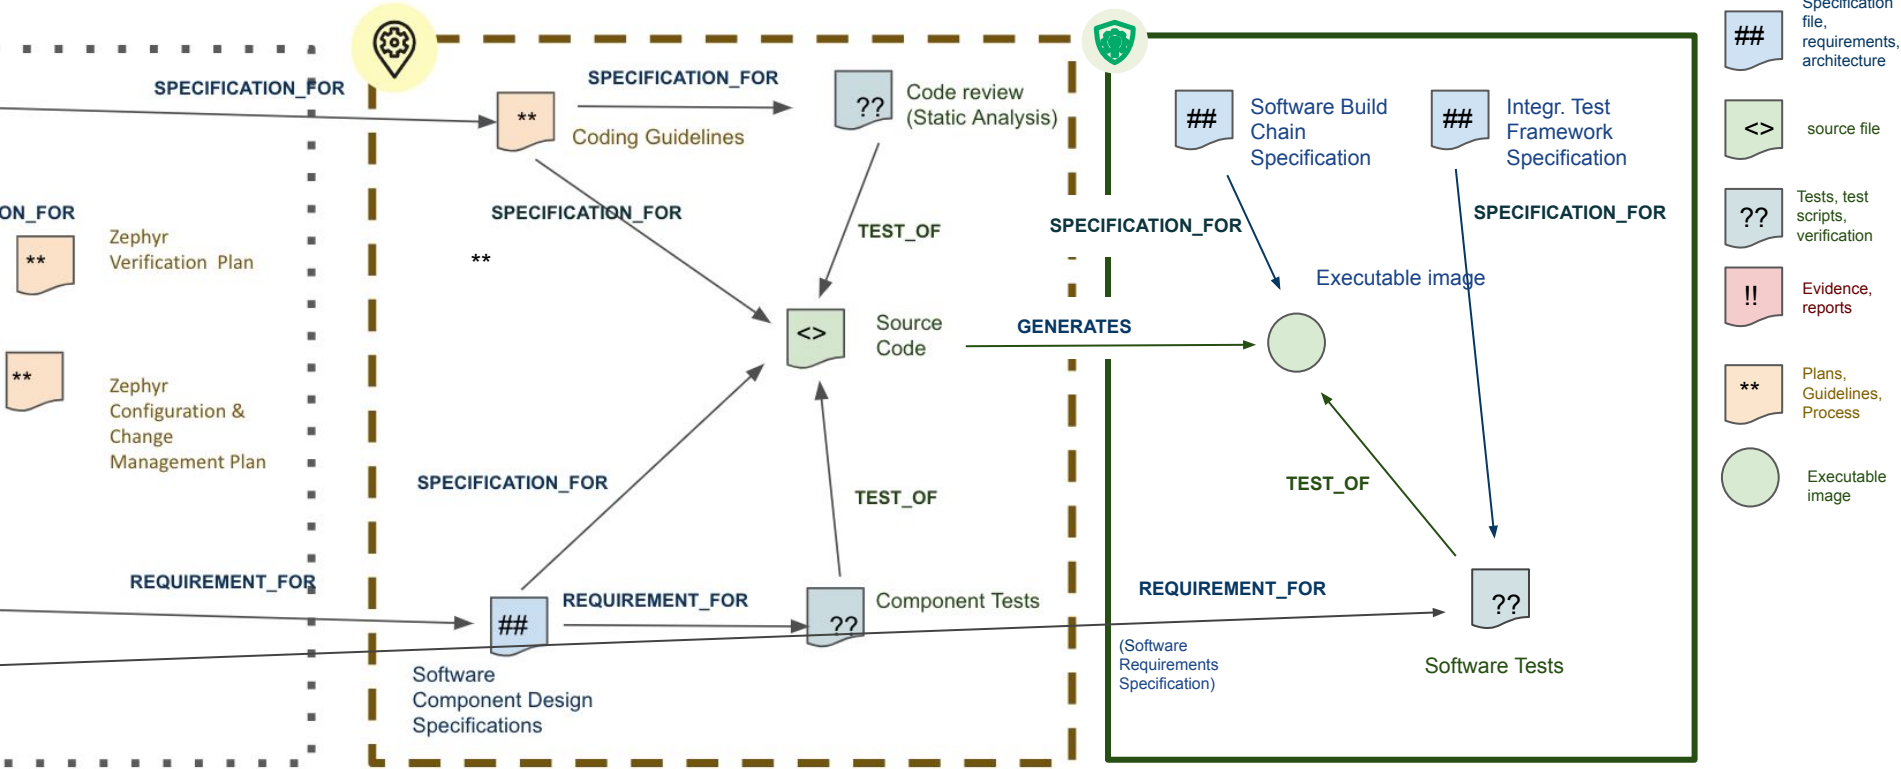 SPECIFICATION_FOR
ON_FOR
**
Zephyr
Verification Plan
**
Zephyr
Configuration &
Change
Management Plan
REQUIREMENT_FOR
**
Coding Guidelines
SPECIFICATION_FOR
??
Code review
(Static Analysis)
SPECIFICATION_FOR
**
TEST_OF
<>
Source
Code
SPECIFICATION_FOR
TEST_OF
##
Software
Component Design
Specifications
REQUIREMENT_FOR
??
Component Tests
GENERATES
##
Software Build
Chain
Specification
##
Integr. Test
Framework
Specification
SPECIFICATION_FOR
SPECIFICATION_FOR
Executable image
TEST_OF
REQUIREMENT_FOR
(Software
Requirements
Specification)
??
Software Tests
##
Specification
file,
requirements,
architecture
<>
source file
??
Tests, test
scripts,
verification
!!
Evidence,
reports
**
Plans,
Guidelines,
Process
Executable
image